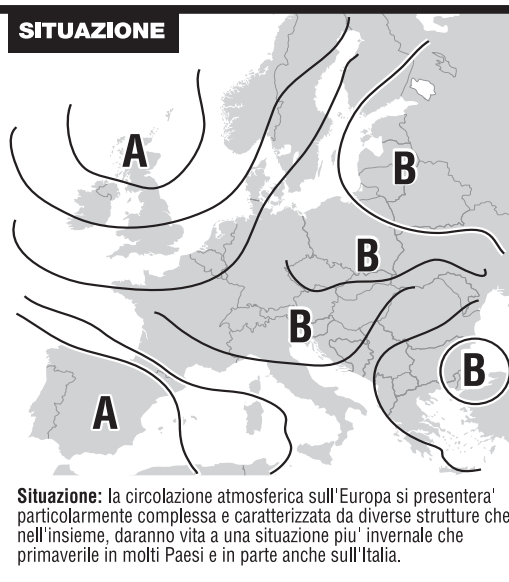 SITUAZIONE
A
B
B
B
B
A
Situazione: la circolazione atmosferica sull'Europa si presentera'
particolarmente complessa e caratterizzata da diverse strutture che
nell'insieme, daranno vita a una situazione piu' invernale che
primaverile in molti Paesi e in parte anche sull'Italia.